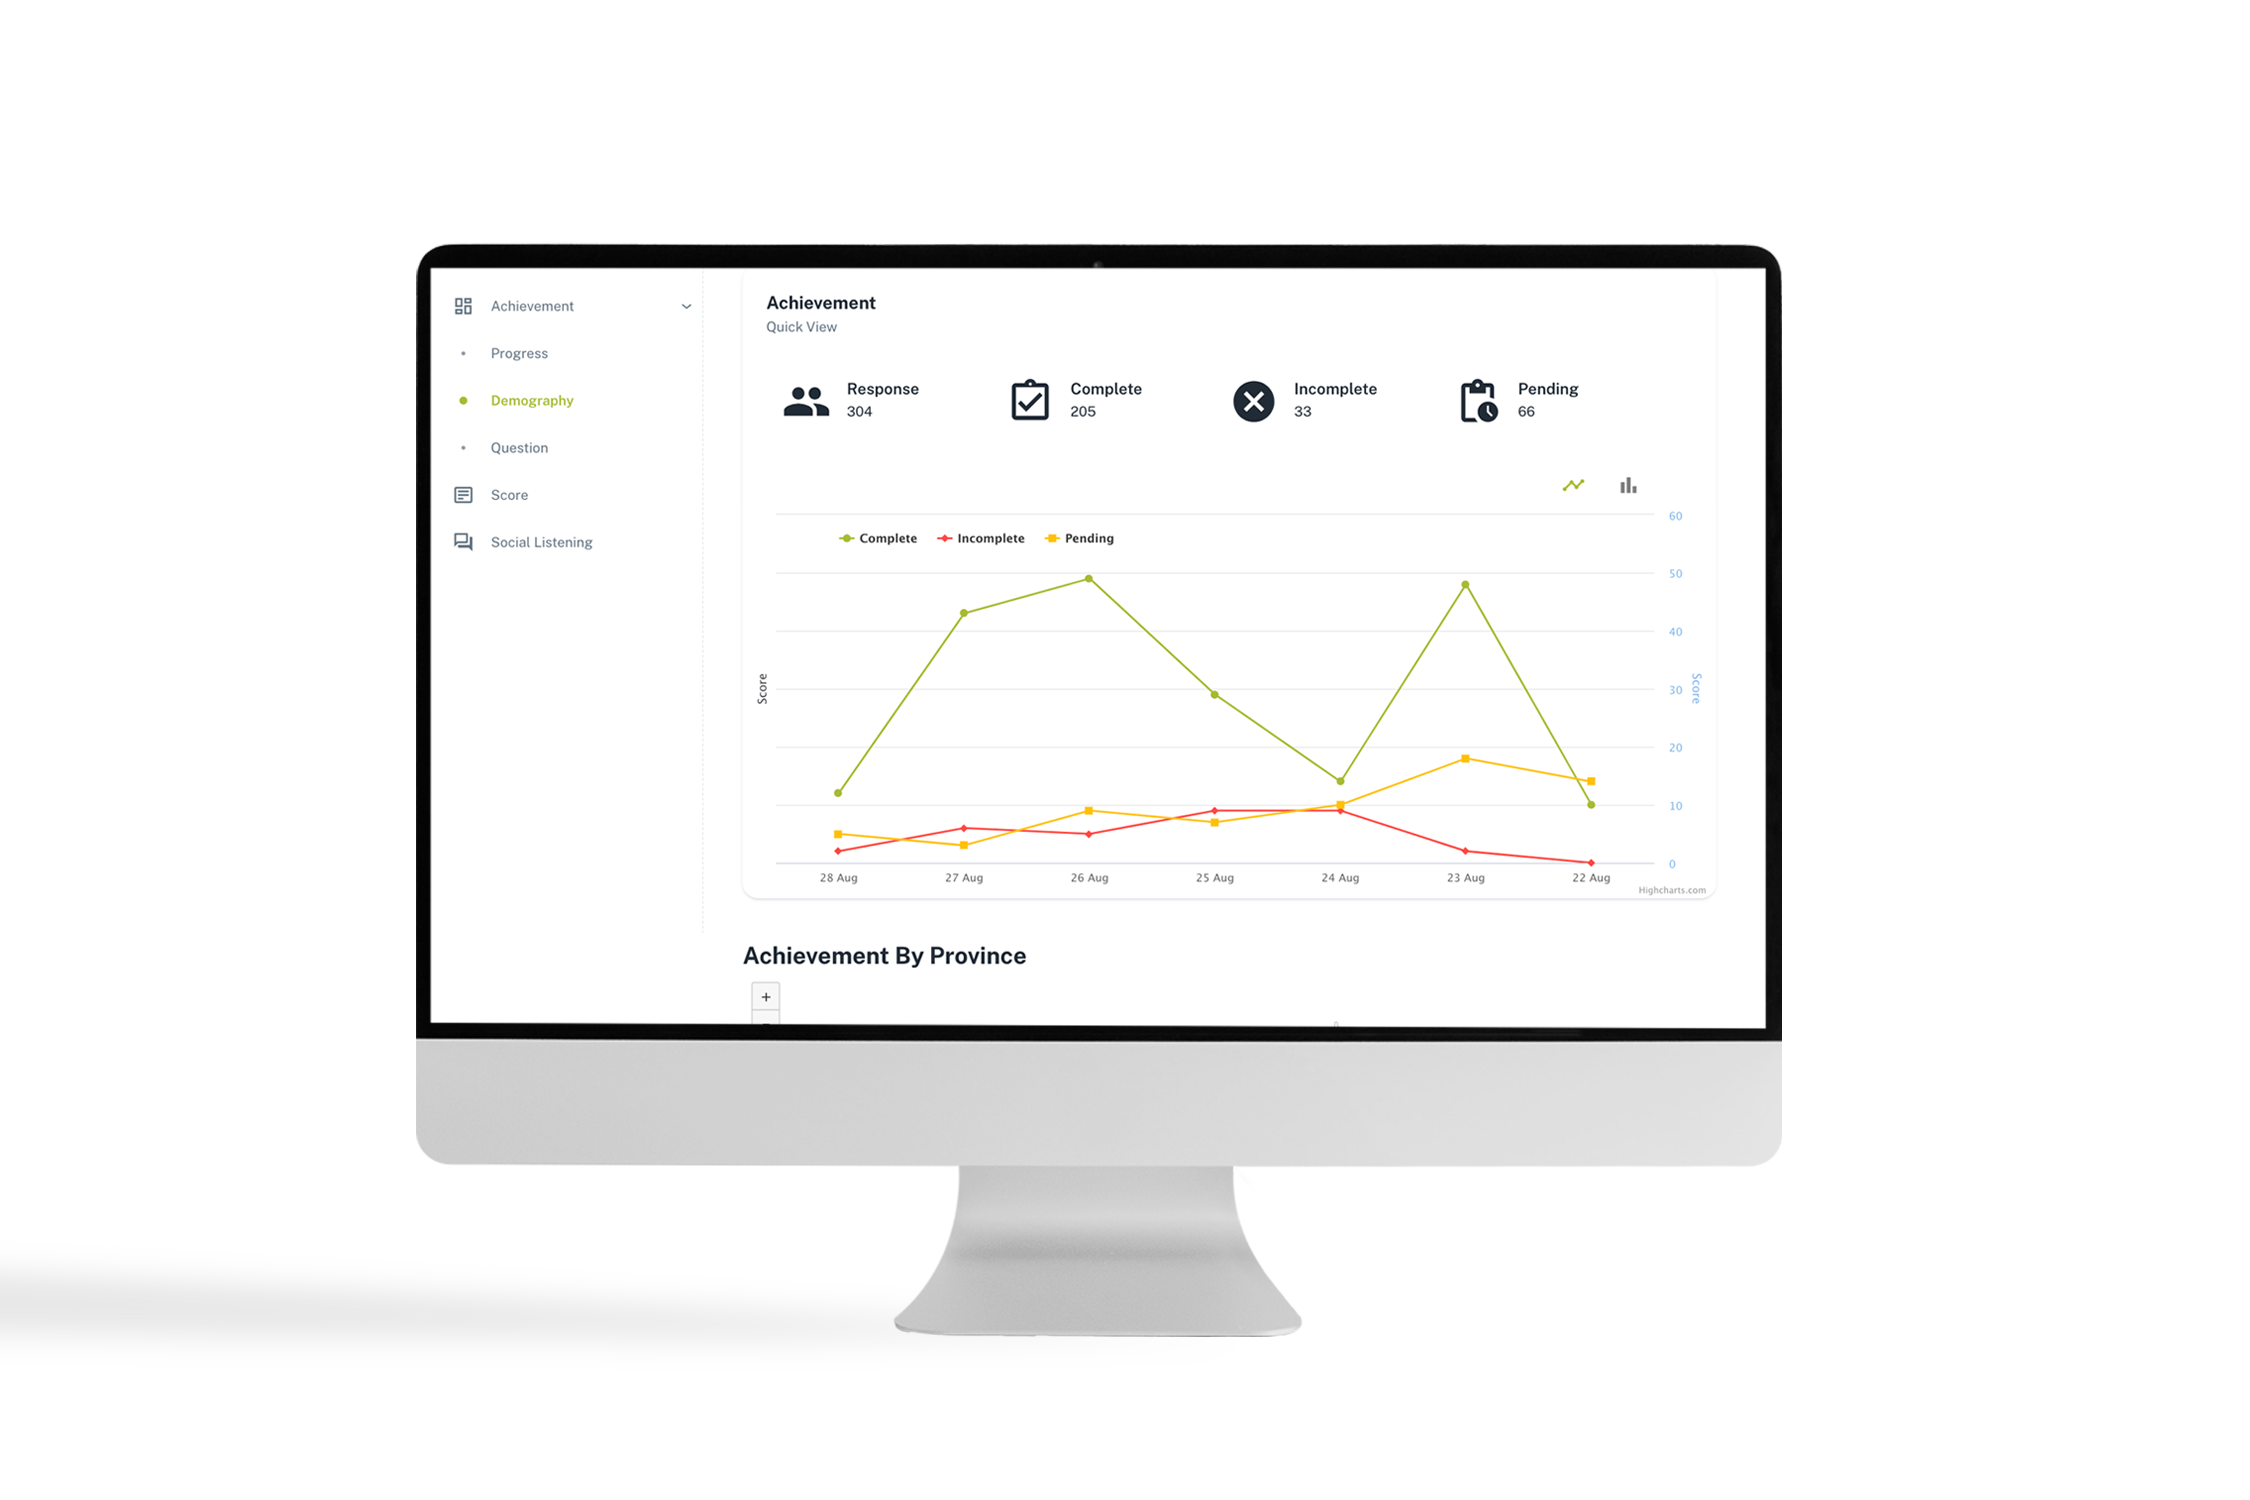 Achievement
Progress
Demography
Question
Score
Social Listening
Achievement
Quick View
Response
304
Complete
205
Incomplete
33
Pending
66
Complete Incomplete Pending
60
50
40
30
20
10
0
Score
Score
28 Aug 27 Aug 26 Aug 25 Aug 24 Aug 23 Aug 22 Aug
Highcharts.com
Achievement By Province
+